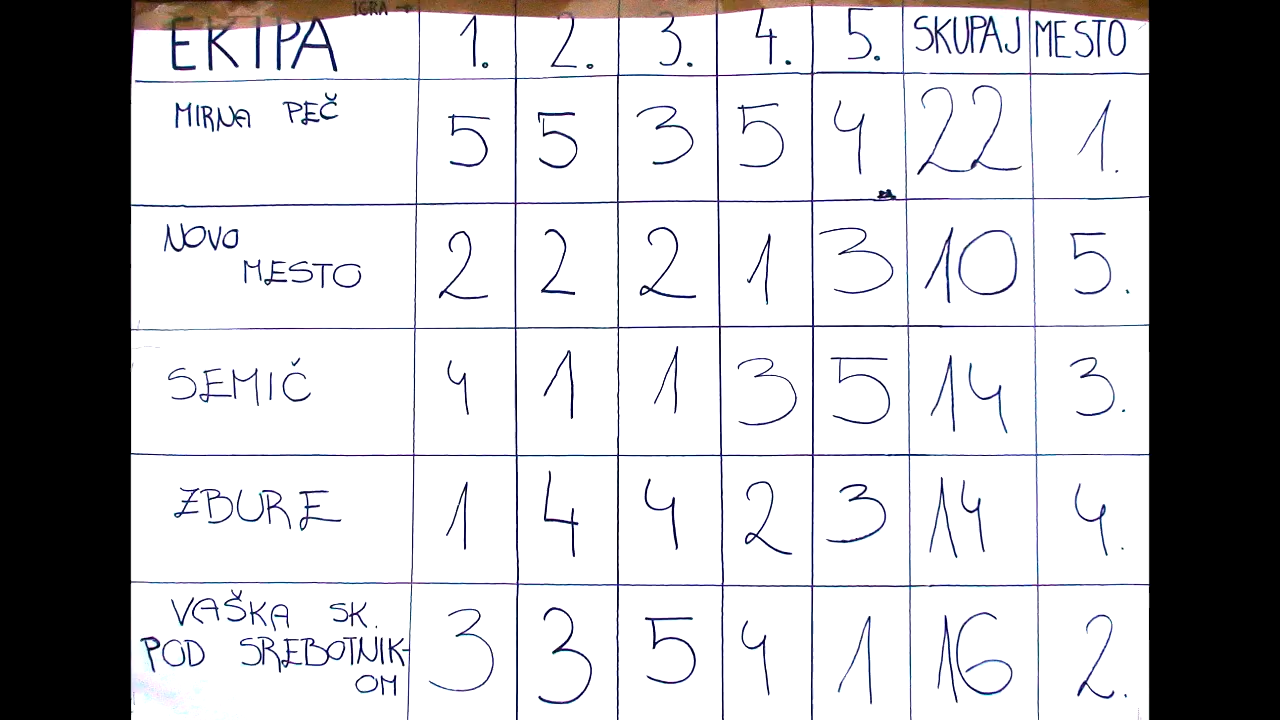 IGRA →
EKIPA 1. 2. 3. 4. 5. SKUPAJ MESTO
MIRNA PEČ 5 5 3 5 4 22 1.
NOVO
MESTO 2 2 2 1 3 10 5.
SEMIČ 4 1 1 3 5 14 3.
ZBURE 1 4 4 2 3 14 4.
VAŠKA SK.
POD SREBOTNIK-
OM 3 3 5 4 1 16 2.